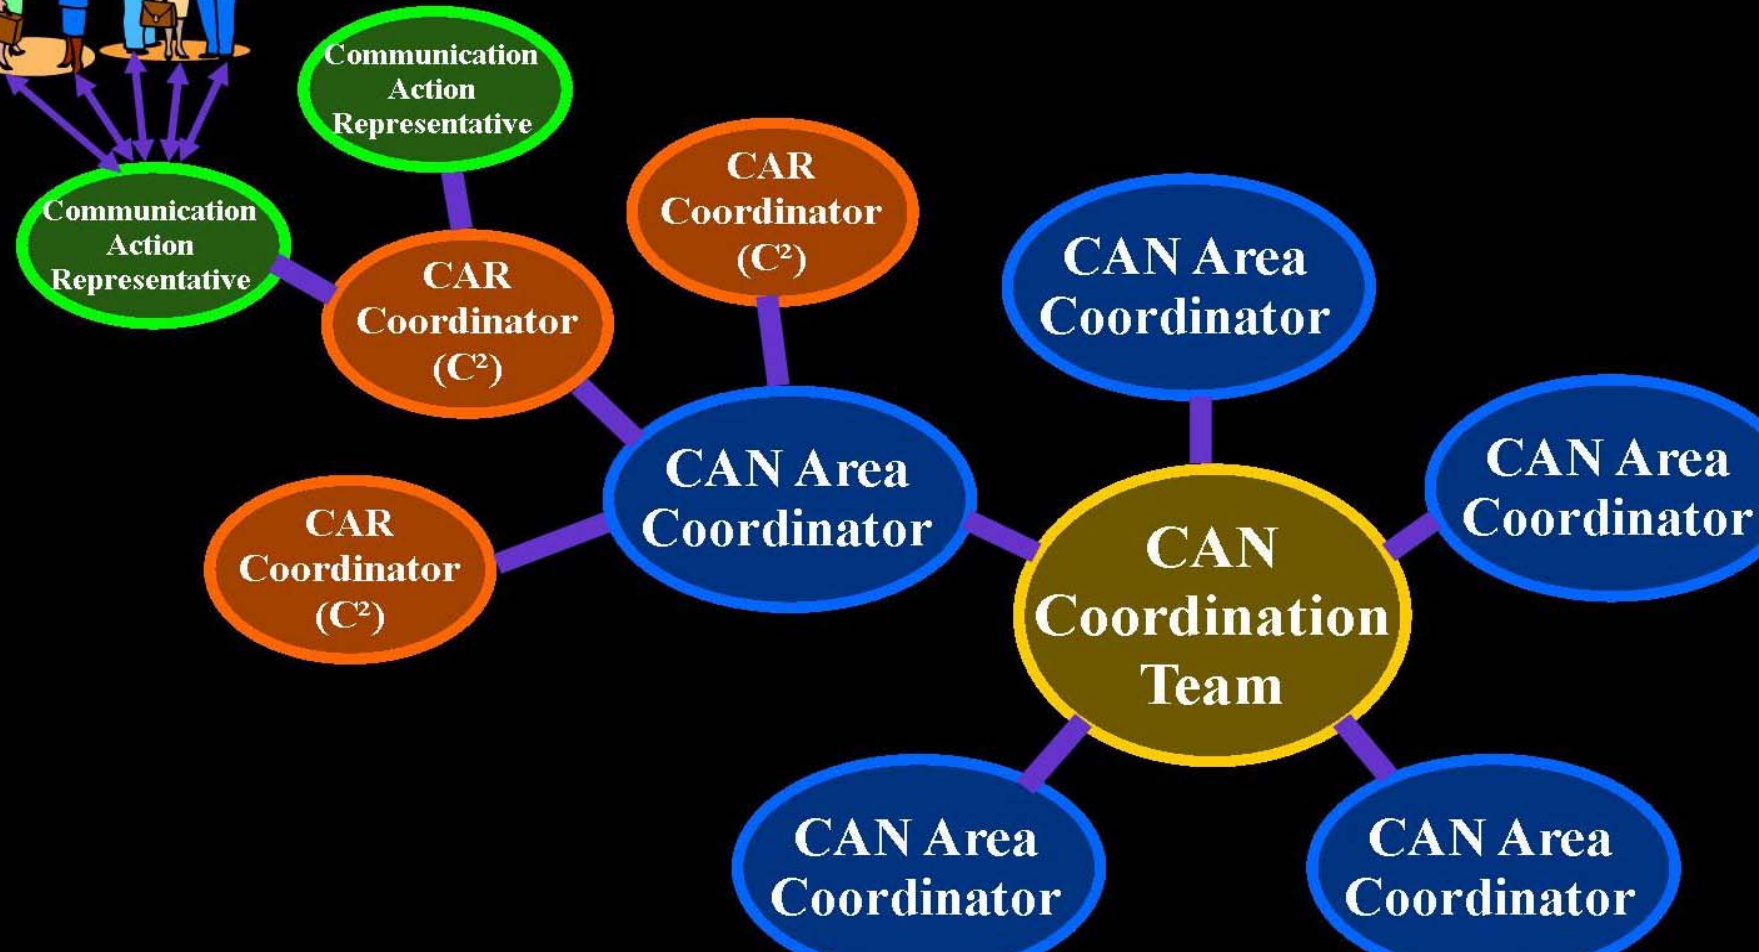 Communication
Action
Representative
Communication
Action
Representative
CAR
Coordinator
(C²)
CAR
Coordinator
(C²)
CAR
Coordinator
(C²)
CAN Area
Coordinator
CAN Area
Coordinator
CAN Area
Coordinator
CAN
Coordination
Team
CAN Area
Coordinator
CAN Area
Coordinator